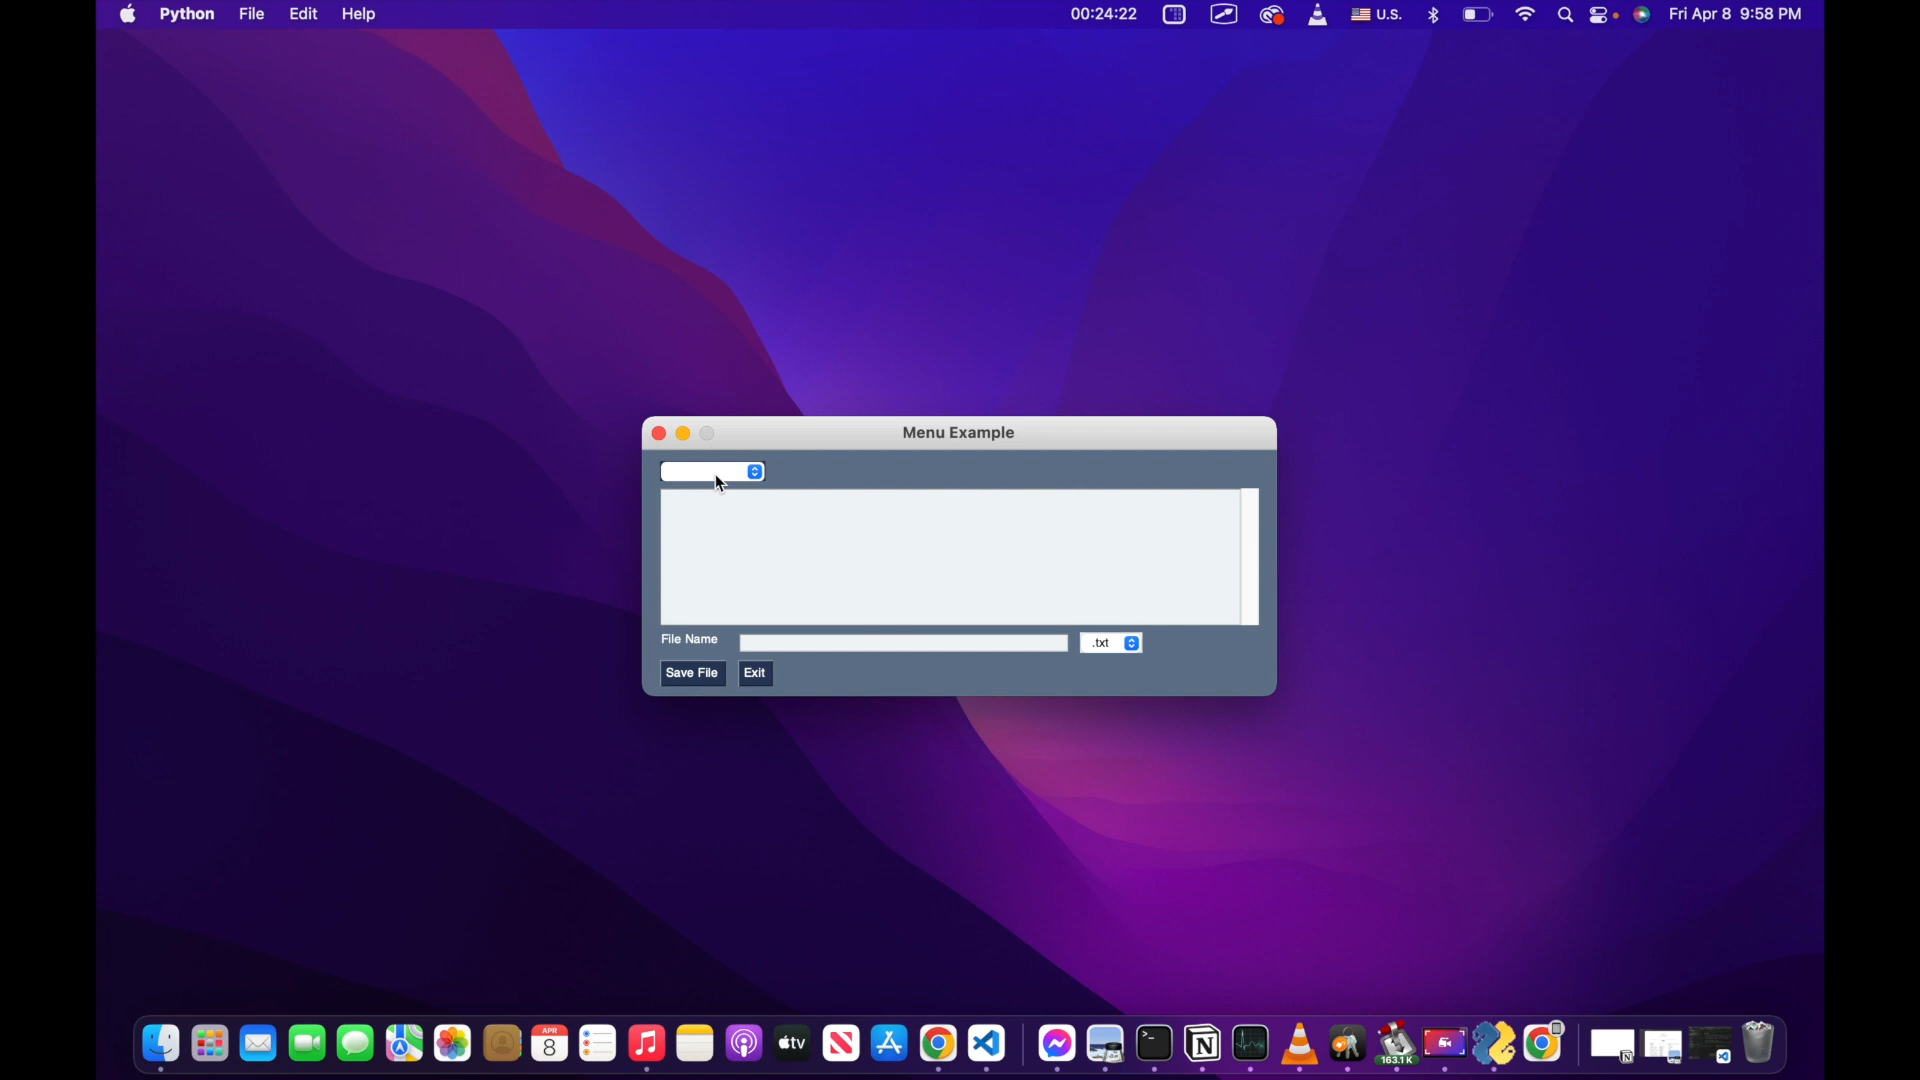 Python File Edit Help 00:24:22 U.S. Fri Apr 8 9:58 PM
Menu Example
File Name .txt
Save File Exit
APR
8
tv
163.1 K